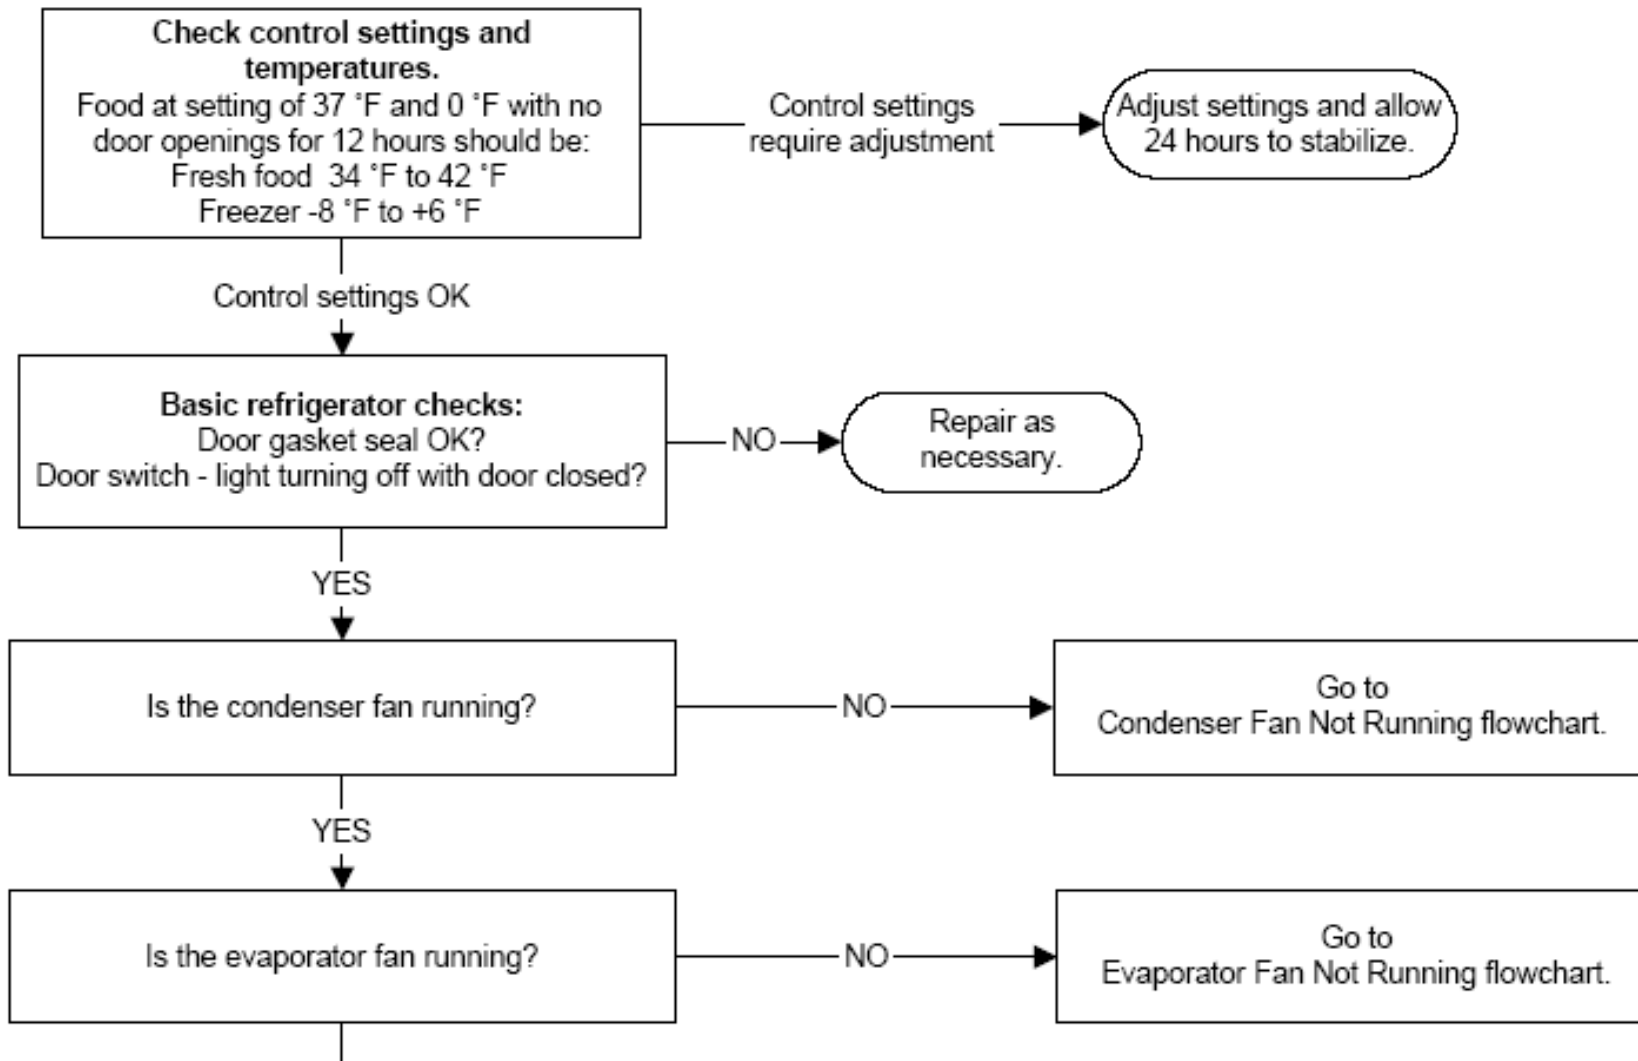 Check control settings and
temperatures.
Food at setting of 37 °F and 0 °F with no
door openings for 12 hours should be:
Fresh food 34 °F to 42 °F
Freezer -8 °F to +6 °F
Control settings
require adjustment
Adjust settings and allow
24 hours to stabilize.
Control settings OK
Basic refrigerator checks:
Door gasket seal OK?
Door switch - light turning off with door closed?
NO
Repair as
necessary.
YES
Is the condenser fan running?
NO
Go to
Condenser Fan Not Running flowchart.
YES
Is the evaporator fan running?
NO
Go to
Evaporator Fan Not Running flowchart.